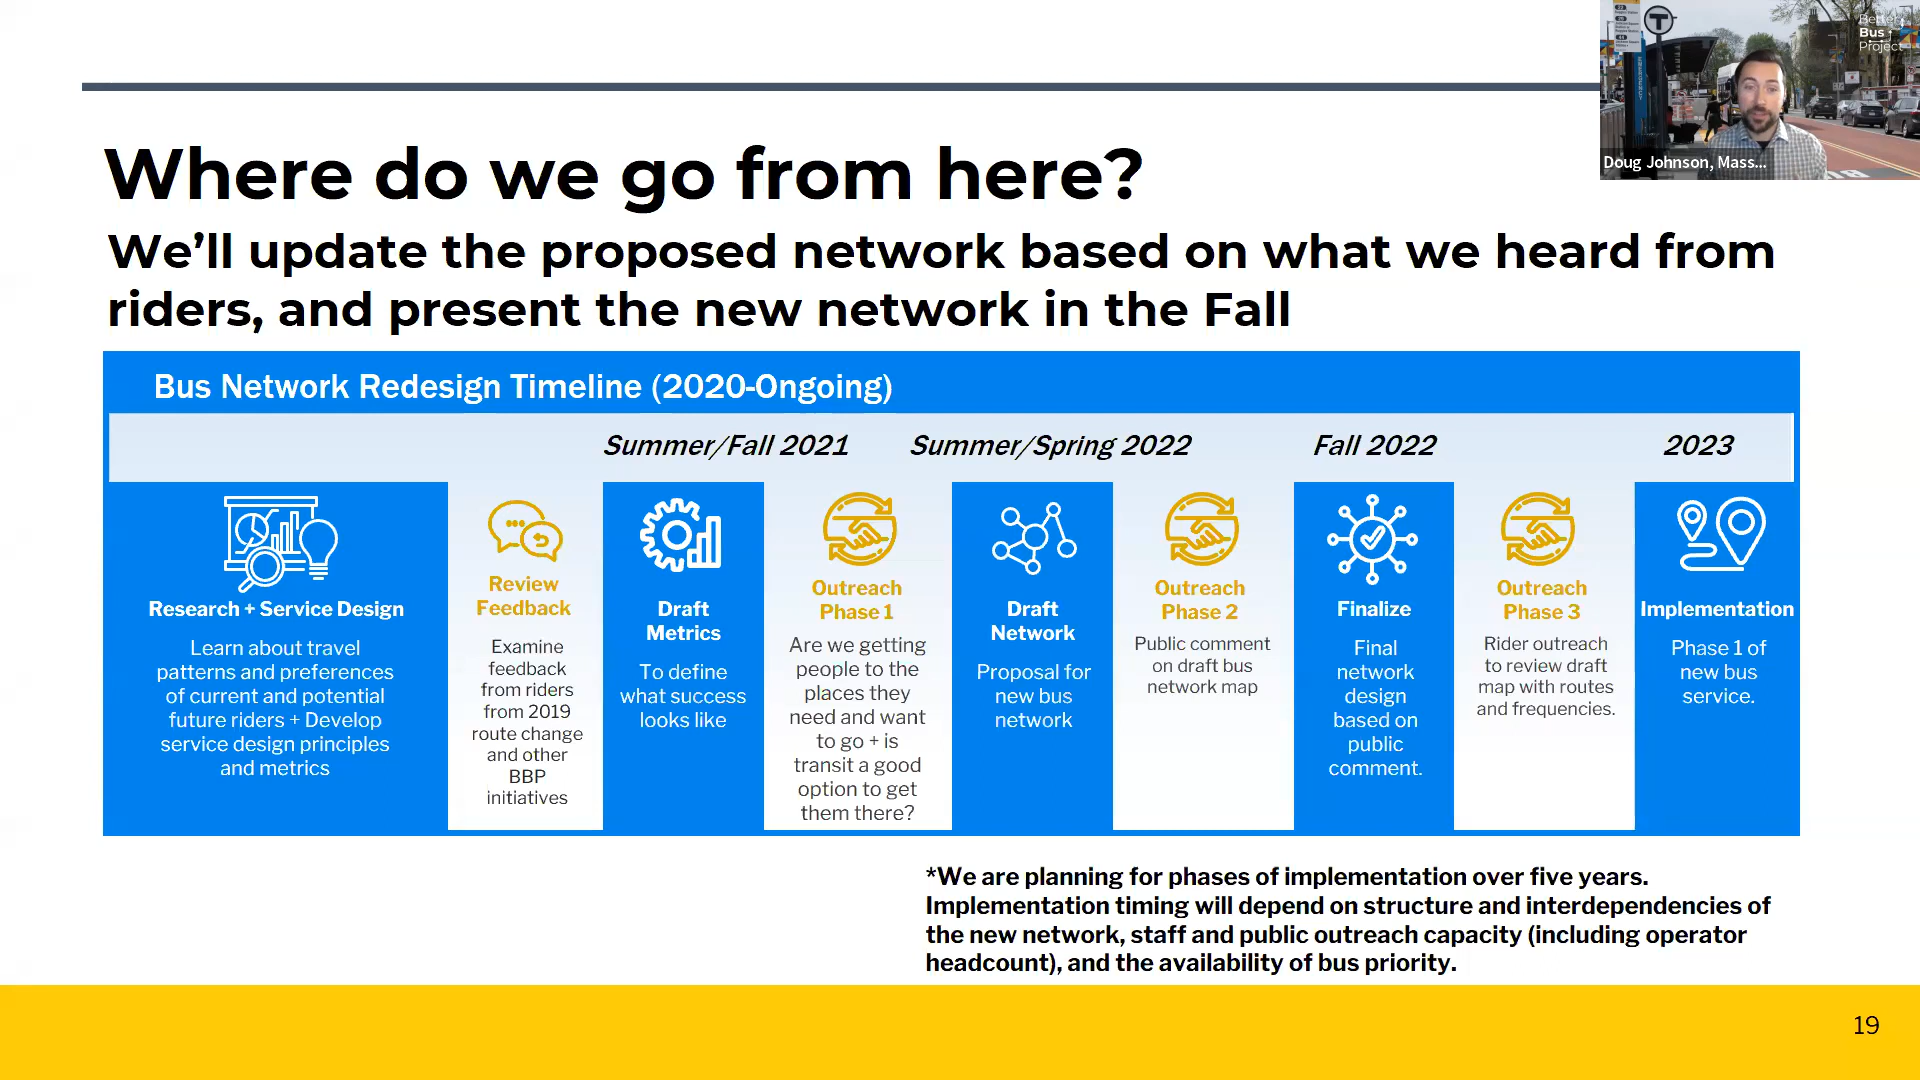 Better
Bus
Project
Doug Johnson, Mass...
Where do we go from here?
We'll update the proposed network based on what we heard from
riders, and present the new network in the Fall
Bus Network Redesign Timeline (2020-Ongoing)
Summer/Fall 2021
Summer/Spring 2022
Fall 2022
2023
Research + Service Design
Learn about travel
patterns and preferences
of current and potential
future riders + Develop
service design principles
and metrics
Review
Feedback
Examine
feedback
from riders
from 2019
route change
and other
BBP
initiatives
Draft
Metrics
To define
what success
looks like
Outreach
Phase 1
Are we getting
people to the
places they
need and want
to go + is
transit a good
option to get
them there?
Draft
Network
Proposal for
new bus
network
Outreach
Phase 2
Public comment
on draft bus
network map
Finalize
Final
network
design
based on
public
comment.
Outreach
Phase 3
Rider outreach
to review draft
map with routes
and frequencies.
Implementation
Phase 1 of
new bus
service.
*We are planning for phases of implementation over five years.
Implementation timing will depend on structure and interdependencies of
the new network, staff and public outreach capacity (including operator
headcount), and the availability of bus priority.
19